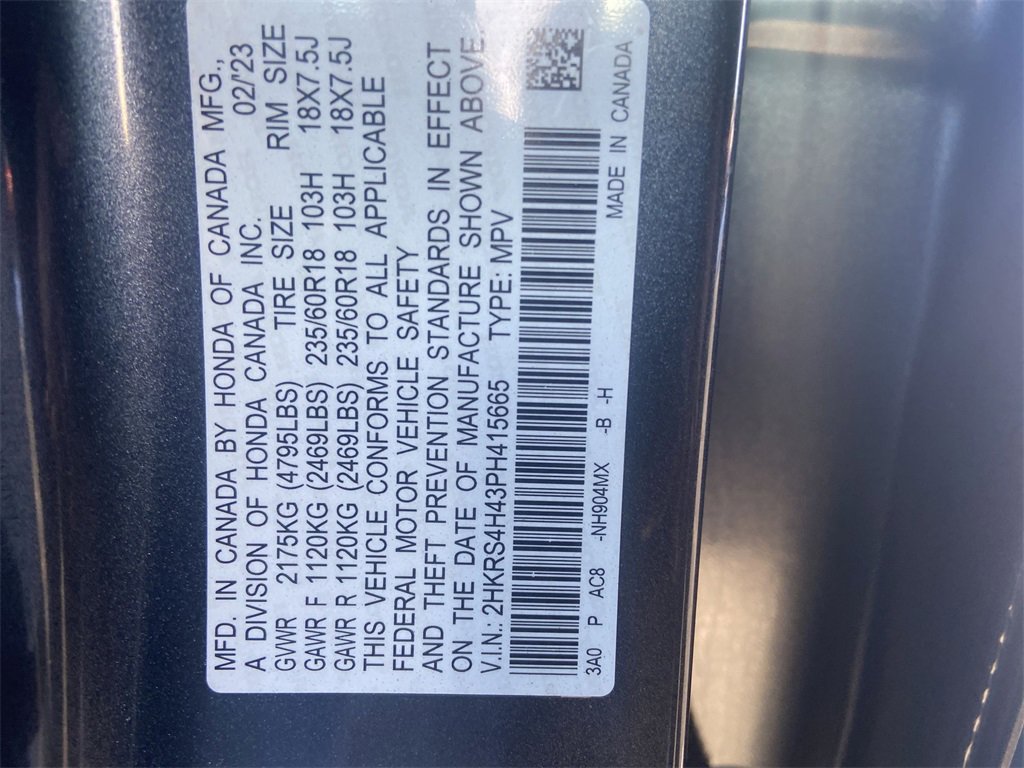 MFD. IN CANADA BY HONDA OF CANADA MFG.,
A DIVISION OF HONDA CANADA INC. 02/'23
GVWR 2175KG (4795LBS) TIRE SIZE RIM SIZE
GAWR F 1120KG (2469LBS) 235/60R18 103H 18X7.5J
GAWR R 1120KG (2469LBS) 235/60R18 103H 18X7.5J
THIS VEHICLE CONFORMS TO ALL APPLICABLE
FEDERAL MOTOR VEHICLE SAFETY
AND THEFT PREVENTION STANDARDS IN EFFECT
ON THE DATE OF MANUFACTURE SHOWN ABOVE.
V.I.N.: 2HKRS4H43PH415665 TYPE: MPV
3A0 P AC8 -NH904MX -B -H
MADE IN CANADA